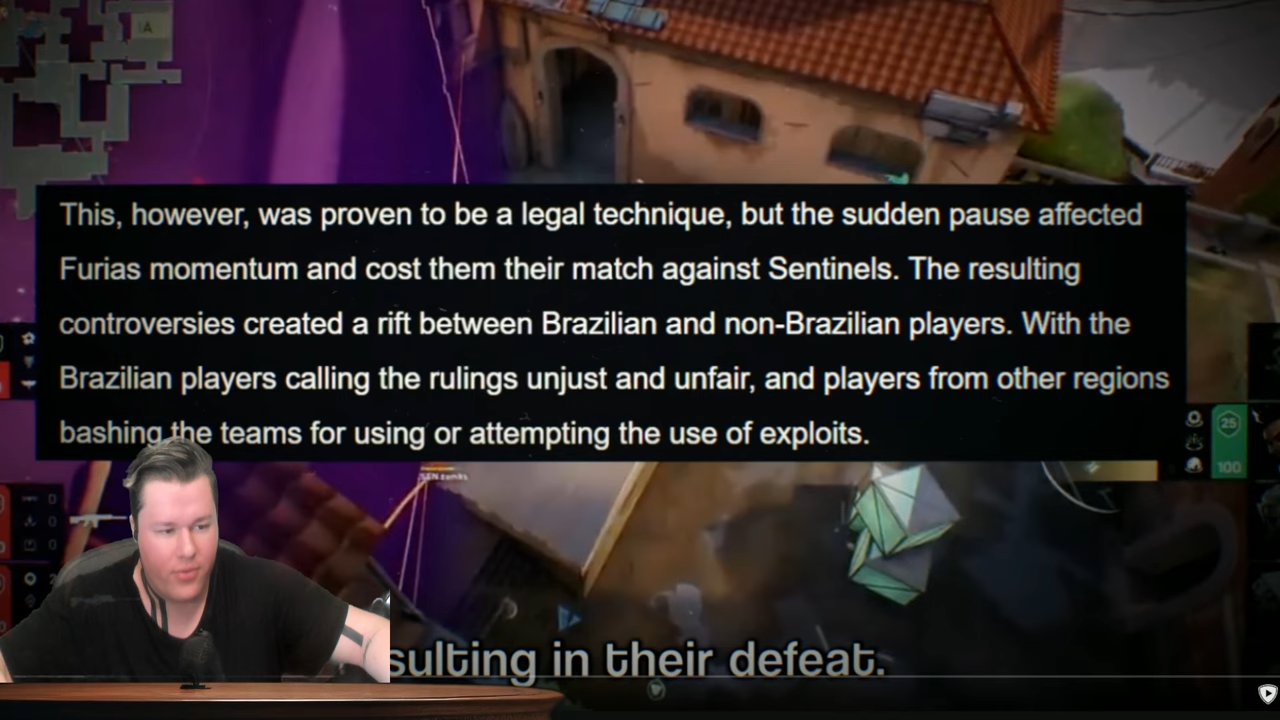 A
This, however, was proven to be a legal technique, but the sudden pause affected
Furias momentum and cost them their match against Sentinels. The resulting
controversies created a rift between Brazilian and non-Brazilian players. With the
Brazilian players calling the rulings unjust and unfair, and players from other regions
bashing the teams for using or attempting the use of exploits.
25
100
sulting in their defeat.